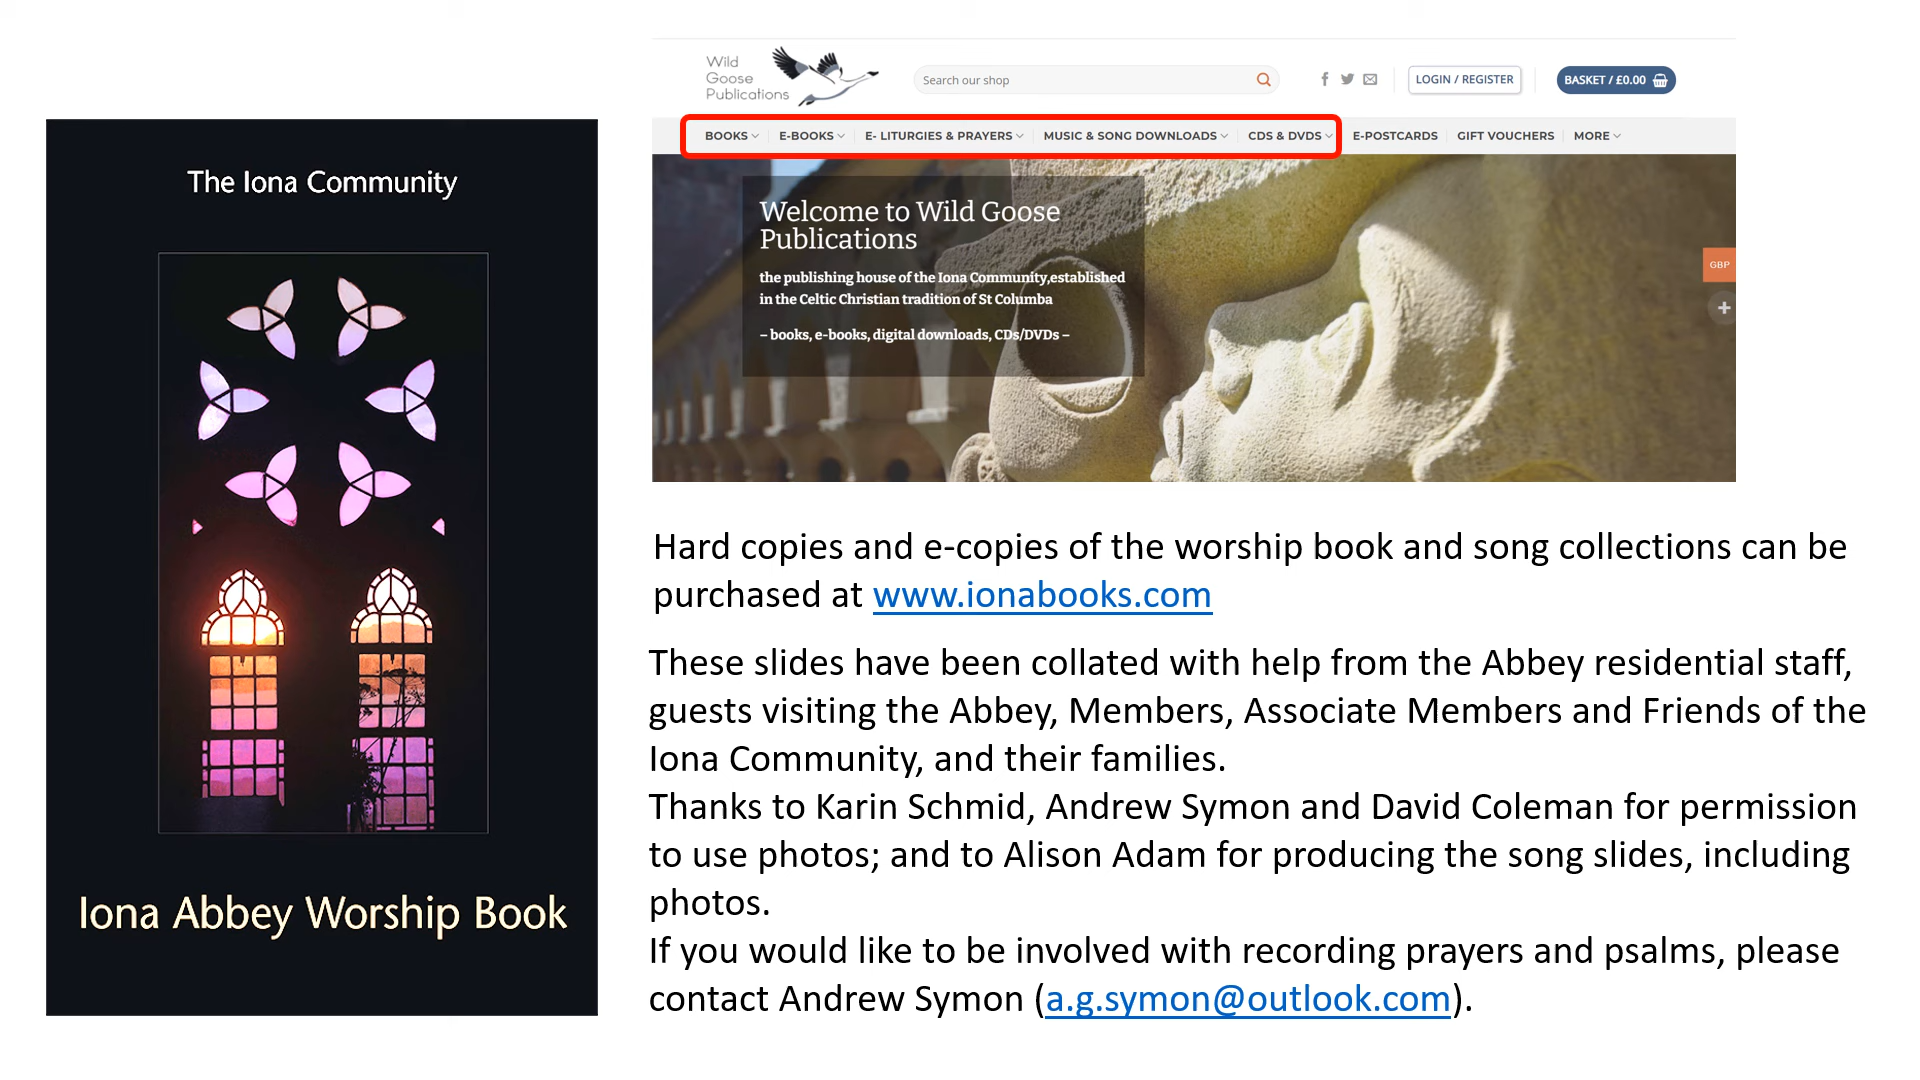 The Iona Community
Iona Abbey Worship Book
Wild
Goose
Publications
Search our shop
LOGIN / REGISTER
BASKET / £0.00
BOOKS E-BOOKS E- LITURGIES & PRAYERS MUSIC & SONG DOWNLOADS CDS & DVDS E-POSTCARDS GIFT VOUCHERS MORE
Welcome to Wild Goose
Publications
the publishing house of the Iona Community,established
in the Celtic Christian tradition of St Columba
– books, e-books, digital downloads, CDs/DVDs –
GBP
+
Hard copies and e-copies of the worship book and song collections can be
purchased at www.ionabooks.com
These slides have been collated with help from the Abbey residential staff,
guests visiting the Abbey, Members, Associate Members and Friends of the
Iona Community, and their families.
Thanks to Karin Schmid, Andrew Symon and David Coleman for permission
to use photos; and to Alison Adam for producing the song slides, including
photos.
If you would like to be involved with recording prayers and psalms, please
contact Andrew Symon (a.g.symon@outlook.com).